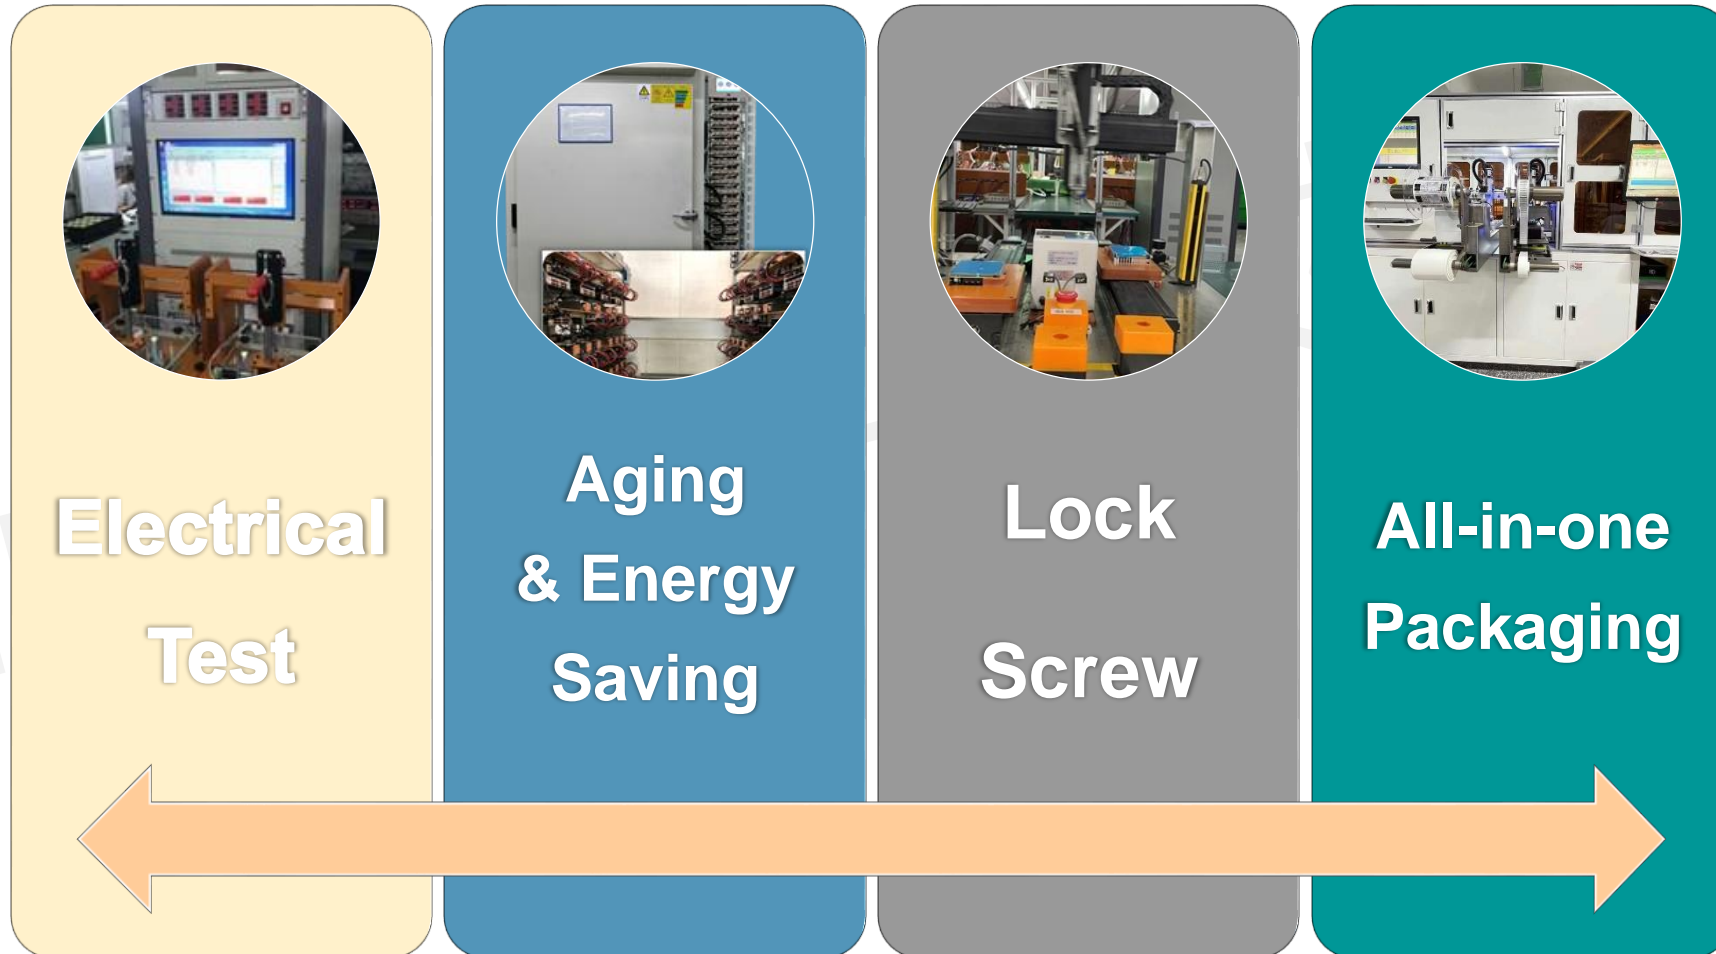 Electrical
Test
Aging
& Energy
Saving
Lock
Screw
All-in-one
Packaging